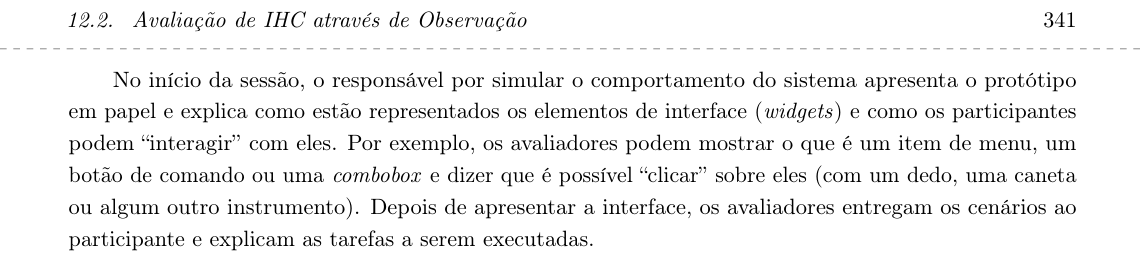 12.2. Avaliação de IHC através de Observação 341
No início da sessão, o responsável por simular o comportamento do sistema apresenta o protótipo
em papel e explica como estão representados os elementos de interface (widgets) e como os participantes
podem “interagir” com eles. Por exemplo, os avaliadores podem mostrar o que é um item de menu, um
botão de comando ou uma combobox e dizer que é possível “clicar” sobre eles (com um dedo, uma caneta
ou algum outro instrumento). Depois de apresentar a interface, os avaliadores entregam os cenários ao
participante e explicam as tarefas a serem executadas.